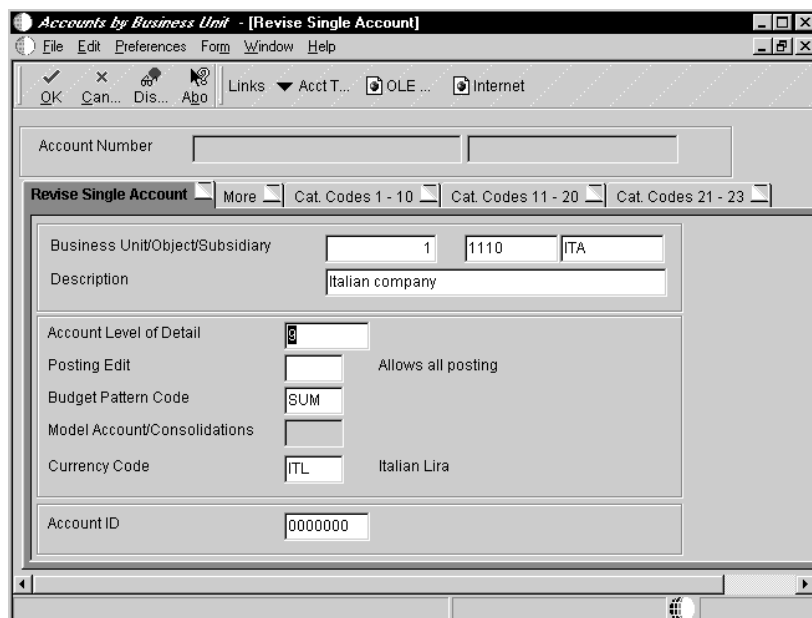 Accounts by Business Unit - [Revise Single Account]
File Edit Preferences Form Window Help
OK Can... Dis... Abo Links Acct T... OLE ... Internet
Account Number
Revise Single Account More Cat. Codes 1 - 10 Cat. Codes 11 - 20 Cat. Codes 21 - 23
Business Unit/Object/Subsidiary 1 1110 ITA
Description Italian company
Account Level of Detail 9
Posting Edit Allows all posting
Budget Pattern Code SUM
Model Account/Consolidations
Currency Code ITL Italian Lira
Account ID 0000000